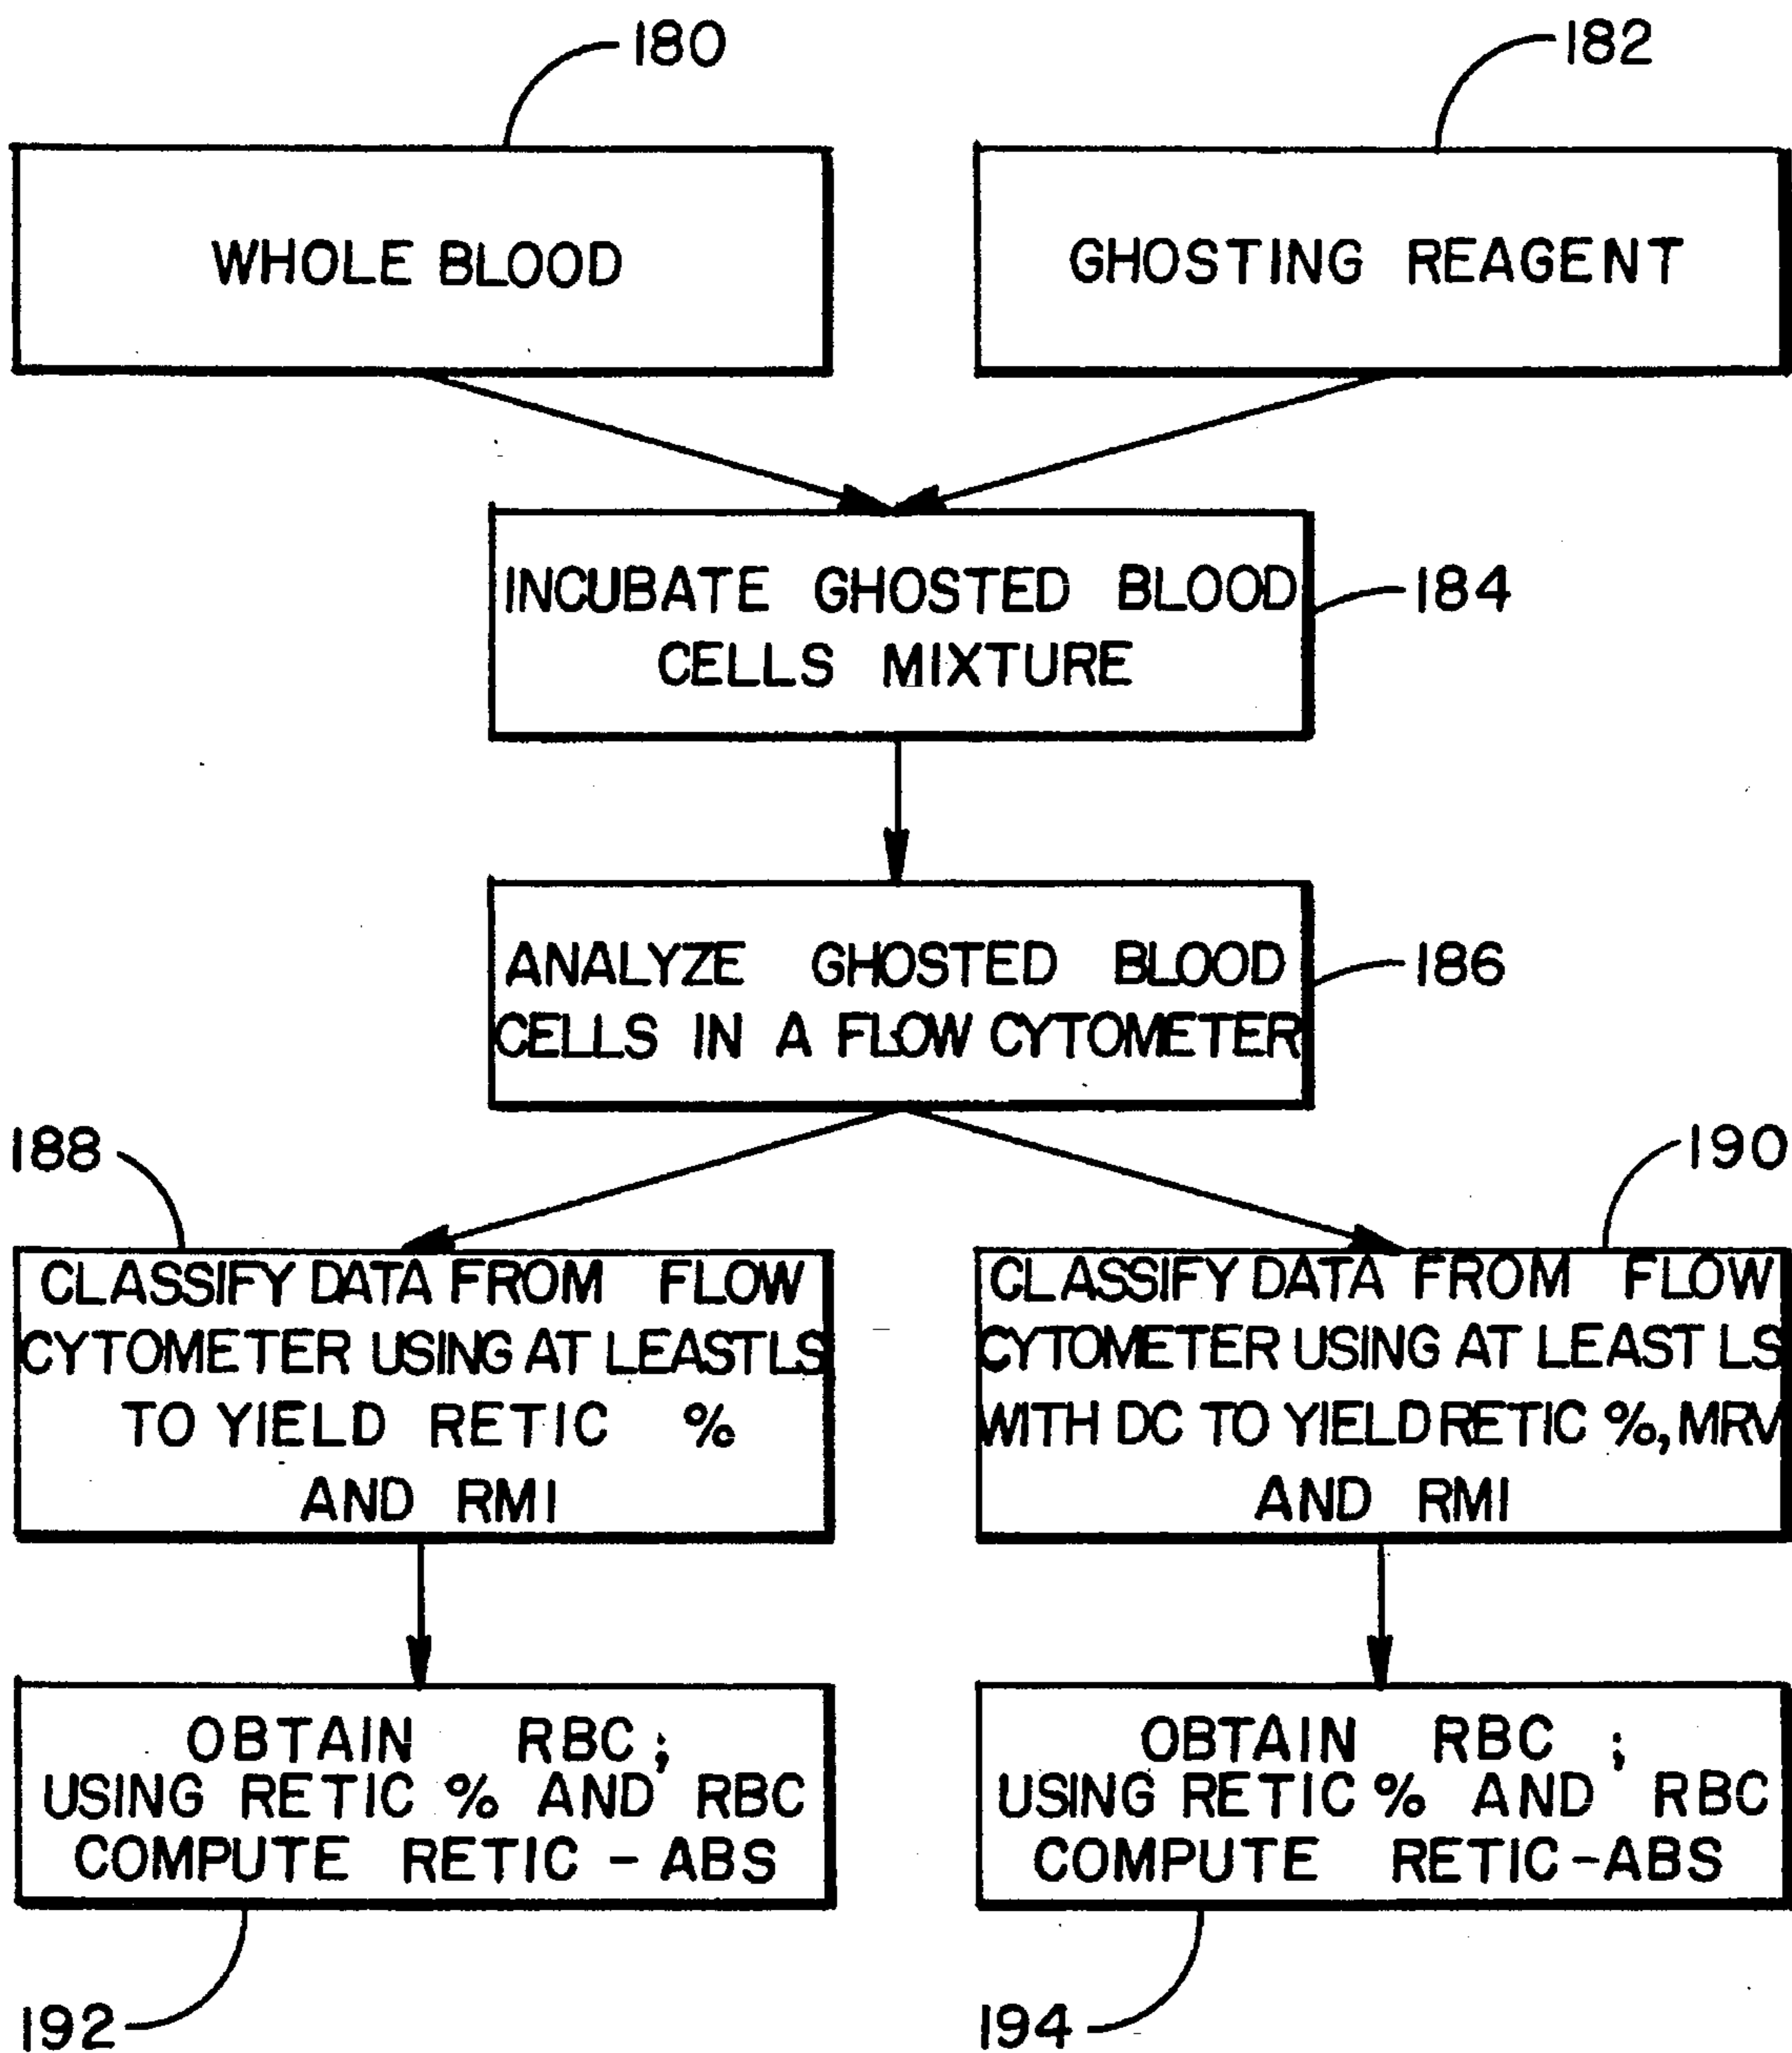 180
182
WHOLE BLOOD
GHOSTING REAGENT
INCUBATE GHOSTED BLOOD
CELLS MIXTURE
184
ANALYZE GHOSTED BLOOD
CELLS IN A FLOW CYTOMETER
186
188
190
CLASSIFY DATA FROM FLOW
CYTOMETER USING AT LEAST LS
TO YIELD RETIC %
AND RMI
CLASSIFY DATA FROM FLOW
CYTOMETER USING AT LEAST LS
WITH DC TO YIELD RETIC %, MRV
AND RMI
OBTAIN RBC;
USING RETIC % AND RBC
COMPUTE RETIC - ABS
OBTAIN RBC ;
USING RETIC % AND RBC
COMPUTE RETIC -ABS
192
194